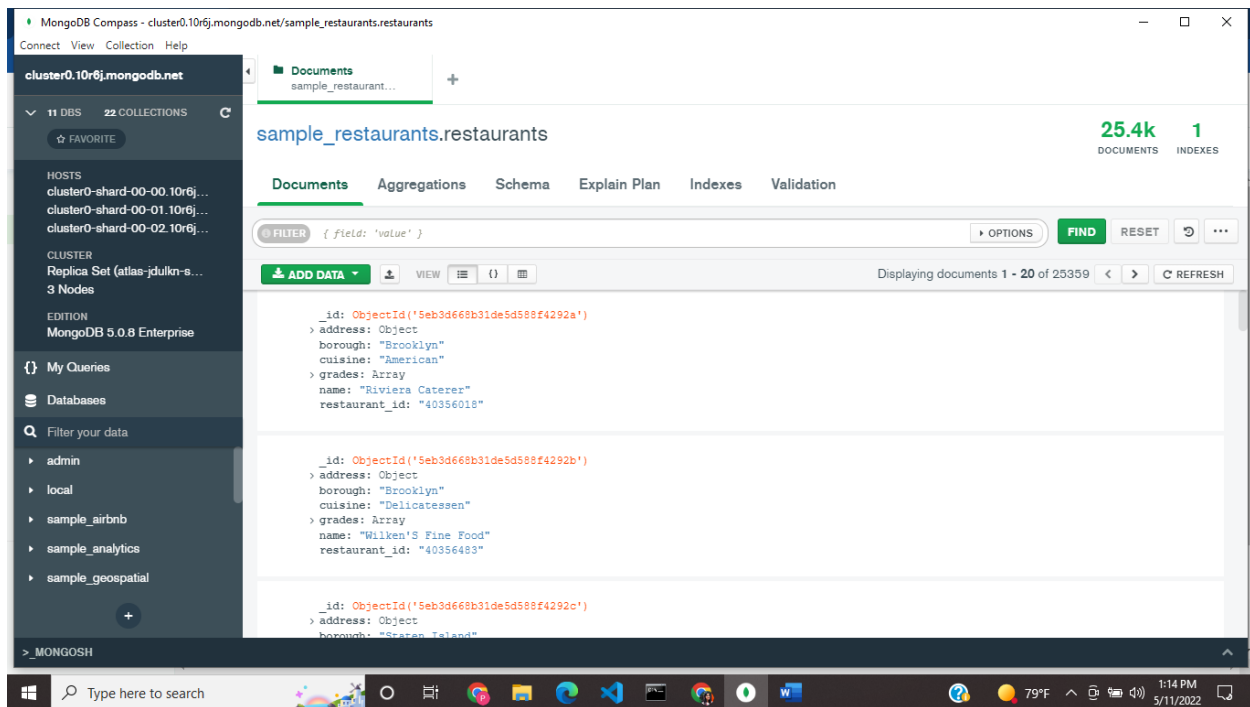 MongoDB Compass - cluster0.10r6j.mongodb.net/sample_restaurants.restaurants
Connect View Collection Help
cluster0.10r6j.mongodb.net
11 DBS 22 COLLECTIONS
FAVORITE
HOSTS
cluster0-shard-00-00.10r6j...
cluster0-shard-00-01.10r6j...
cluster0-shard-00-02.10r6j...
CLUSTER
Replica Set (atlas-jdulkn-s...
3 Nodes
EDITION
MongoDB 5.0.8 Enterprise
{} My Queries
Databases
Filter your data
admin
local
sample_airbnb
sample_analytics
sample_geospatial
+
Documents
sample_restaurant...
+
sample_restaurants.restaurants
25.4k 1
DOCUMENTS INDEXES
Documents Aggregations Schema Explain Plan Indexes Validation
FILTER { field: 'value' } OPTIONS FIND RESET ...
ADD DATA VIEW {} Displaying documents 1 - 20 of 25359 < > REFRESH
_id: ObjectId('5eb3d668b31de5d588f4292a')
> address: Object
borough: "Brooklyn"
cuisine: "American"
> grades: Array
name: "Riviera Caterer"
restaurant_id: "40356018"
_id: ObjectId('5eb3d668b31de5d588f4292b')
> address: Object
borough: "Brooklyn"
cuisine: "Delicatessen"
> grades: Array
name: "Wilken'S Fine Food"
restaurant_id: "40356483"
_id: ObjectId('5eb3d668b31de5d588f4292c')
> address: Object
borough: "Staten Island"
>_MONGOSH
Type here to search
79°F
1:14 PM
5/11/2022